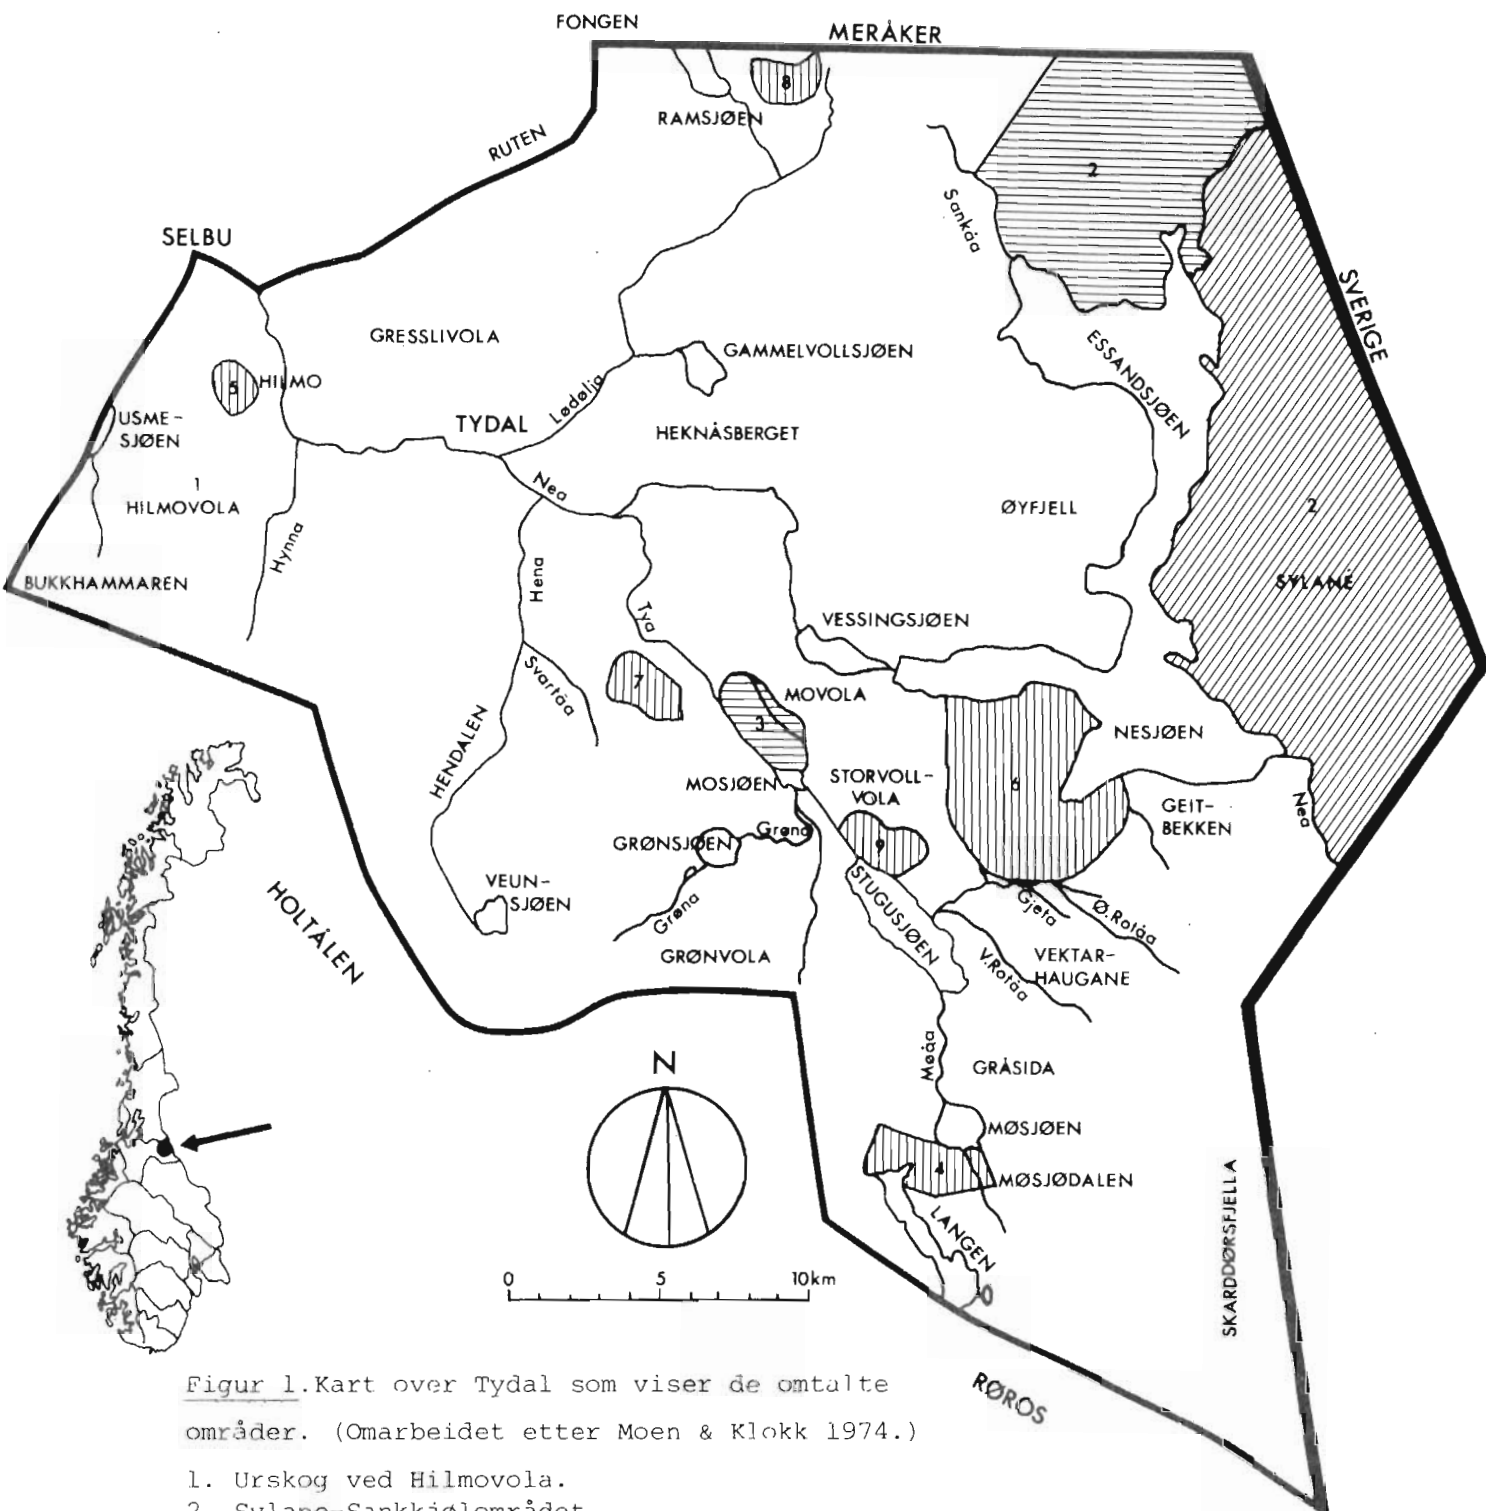 FONGEN
MERÅKER
8
RAMSJØEN
RUTEN
2
Sankåa
SELBU
SVERIGE
GRESSLIVOLA
GAMMELVOLLSJØEN
ESSANDSJØEN
5
HILMO
Lødølja
USME-
SJØEN
TYDAL
HEKNÅSBERGET
1
HILMOVOLA
Nea
ØYFJELL
2
Hynna
BUKKHAMMAREN
Hena
SYLANE
Tya
VESSINGSJØEN
Svartåa
7
MOVOLA
3
NESJØEN
HENDALEN
MOSJØEN
STORVOLL-
VOLA
6
GEIT-
BEKKEN
Nea
GRØNSJØEN
Grøna
9
VEUN-
SJØEN
STUGUSJØEN
Gjeta
Ø.Rotåa
HOLTÅLEN
Grøna
GRØNVOLA
V.Rotåa
VEKTAR-
HAUGANE
N
Møåa
GRÅSIDA
MØSJØEN
4
MØSJØDALEN
LANGEN
SKARDDØRSFJELLA
0 5 10km
RØROS
Figur 1.Kart over Tydal som viser de omtalte
områder. (Omarbeidet etter Moen & Klokk 1974.)
1. Urskog ved Hilmovola.
2. Sylane-Sankkjølområdet